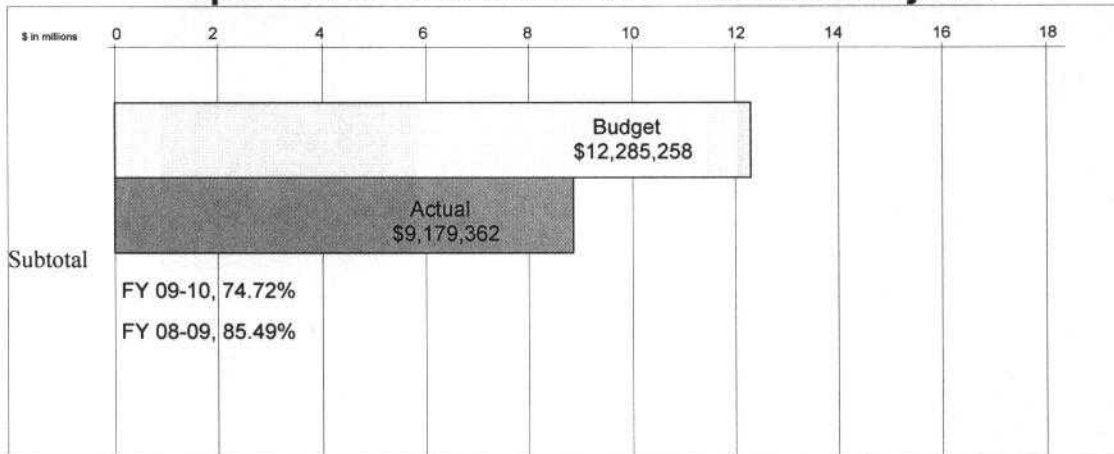 $ in millions 0 2 4 6 8 10 12 14 16 18
Budget
$12,285,258
Actual
$9,179,362
Subtotal
FY 09-10, 74.72%
FY 08-09, 85.49%